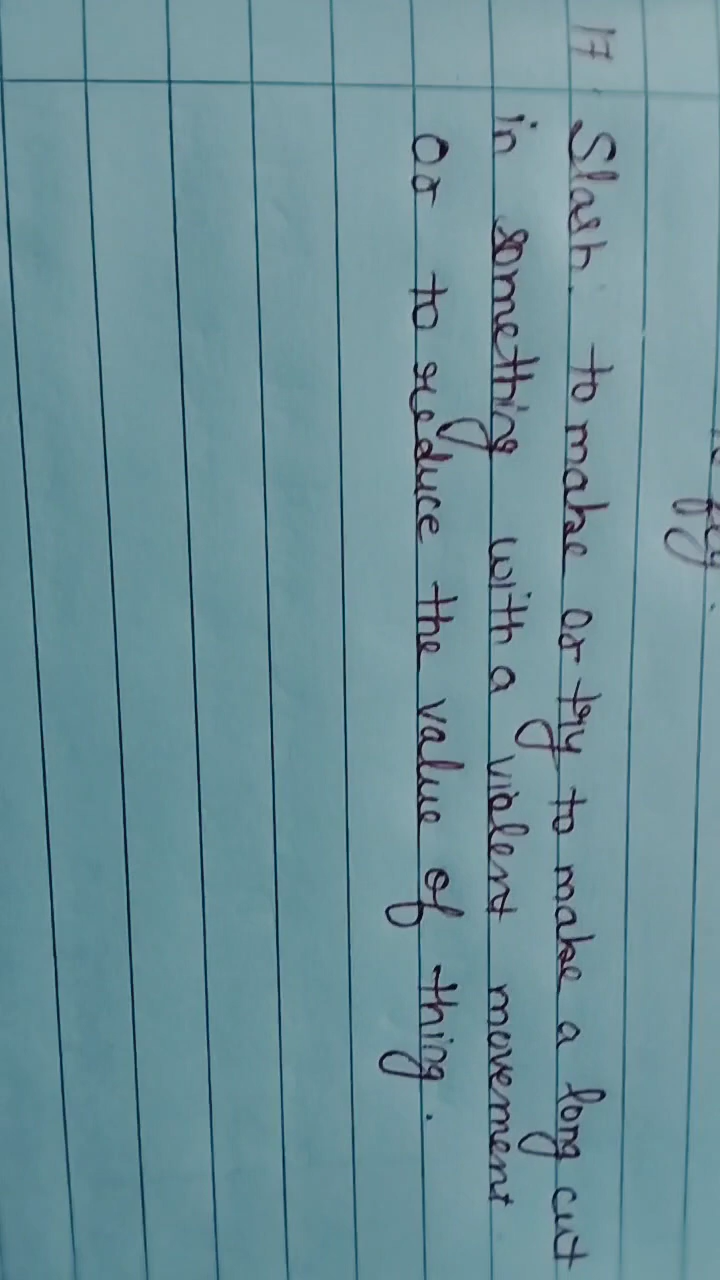 17. Slash. to make or try to make a long cut
in something with a violent movement
or to reduce the value of thing.